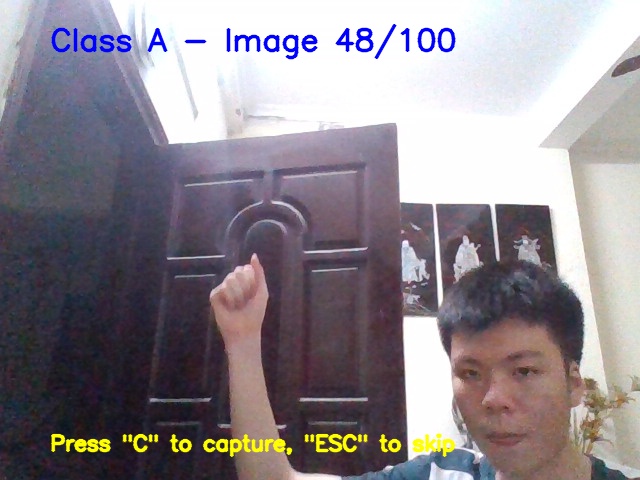 Class A - Image 48/100
Press "C" to capture, "ESC" to skip